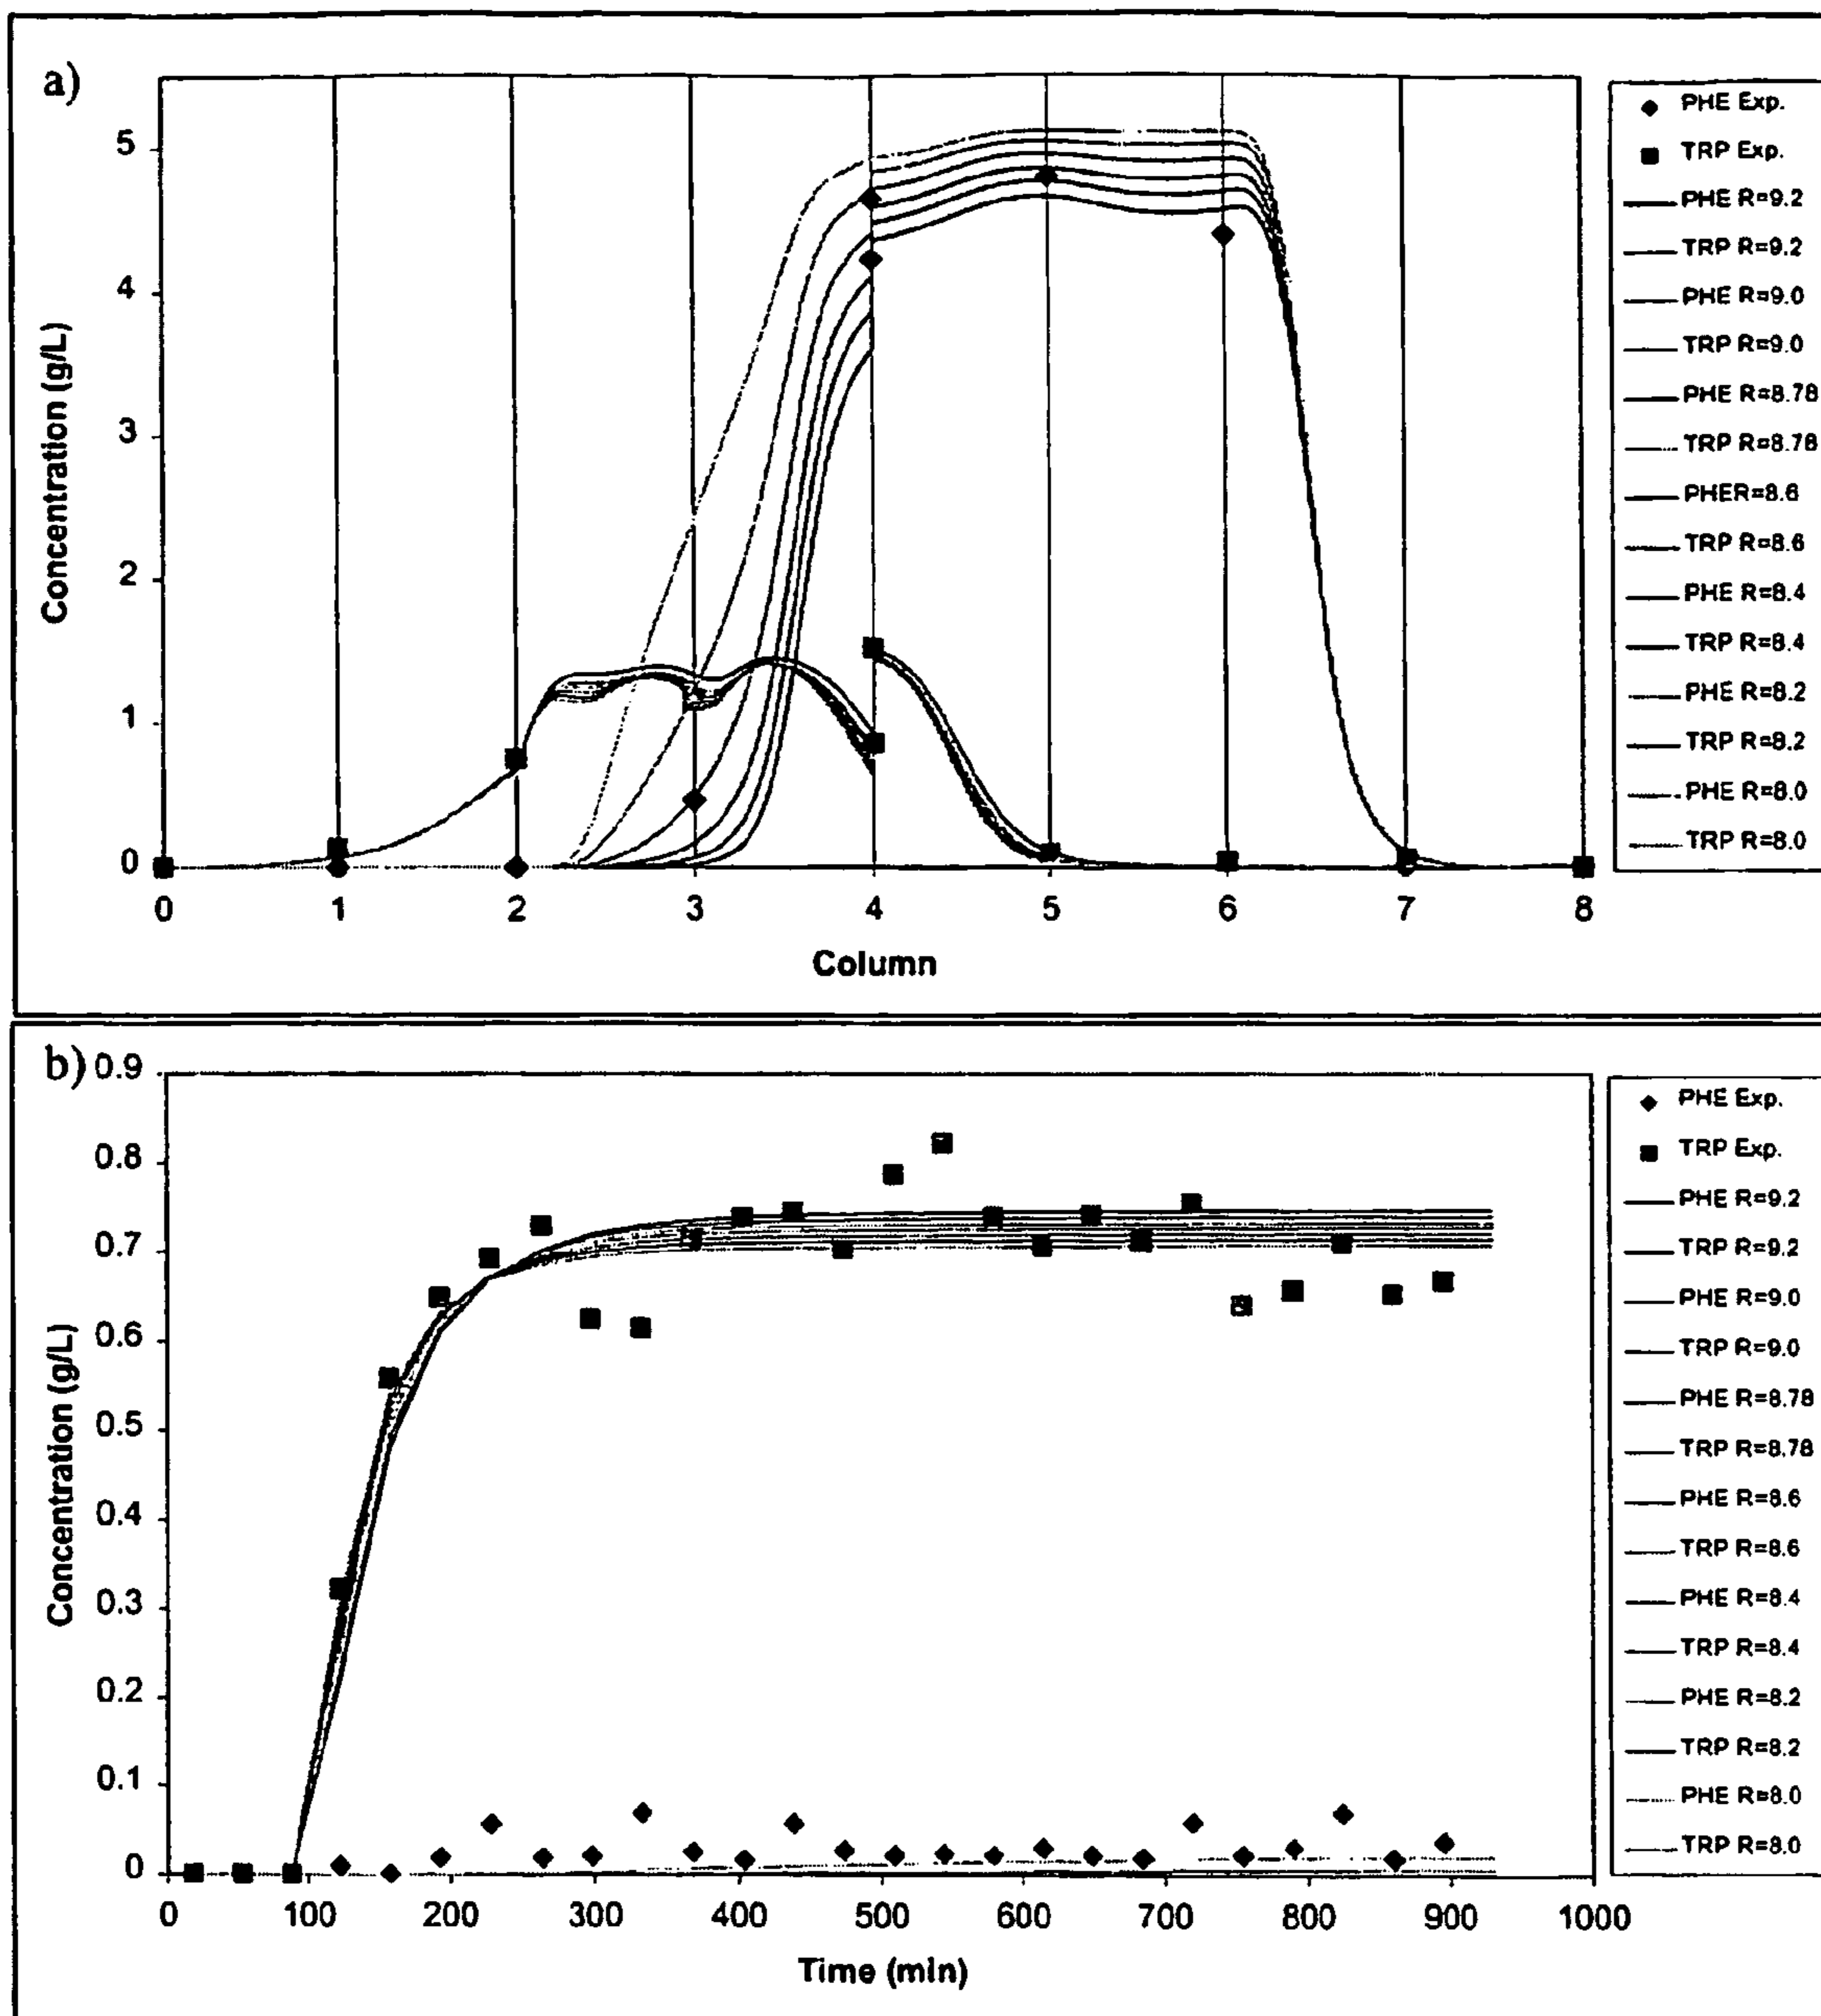 a)
Concentration (g/L)
5
4
3
2
1
0
0 1 2 3 4 5 6 7 8
Column
PHE Exp.
TRP Exp.
PHE R=9.2
TRP R=9.2
PHE R=9.0
TRP R=9.0
PHE R=8.78
TRP R=8.78
PHER=8.6
TRP R=8.6
PHE R=8.4
TRP R=8.4
PHE R=8.2
TRP R=8.2
PHE R=8.0
TRP R=8.0
b)
Concentration (g/L)
0.9
0.8
0.7
0.6
0.5
0.4
0.3
0.2
0.1
0
0 100 200 300 400 500 600 700 800 900 1000
Time (min)
PHE Exp.
TRP Exp.
PHE R=9.2
TRP R=9.2
PHE R=9.0
TRP R=9.0
PHE R=8.78
TRP R=8.78
PHE R=8.6
TRP R=8.6
PHE R=8.4
TRP R=8.4
PHE R=8.2
TRP R=8.2
PHE R=8.0
TRP R=8.0